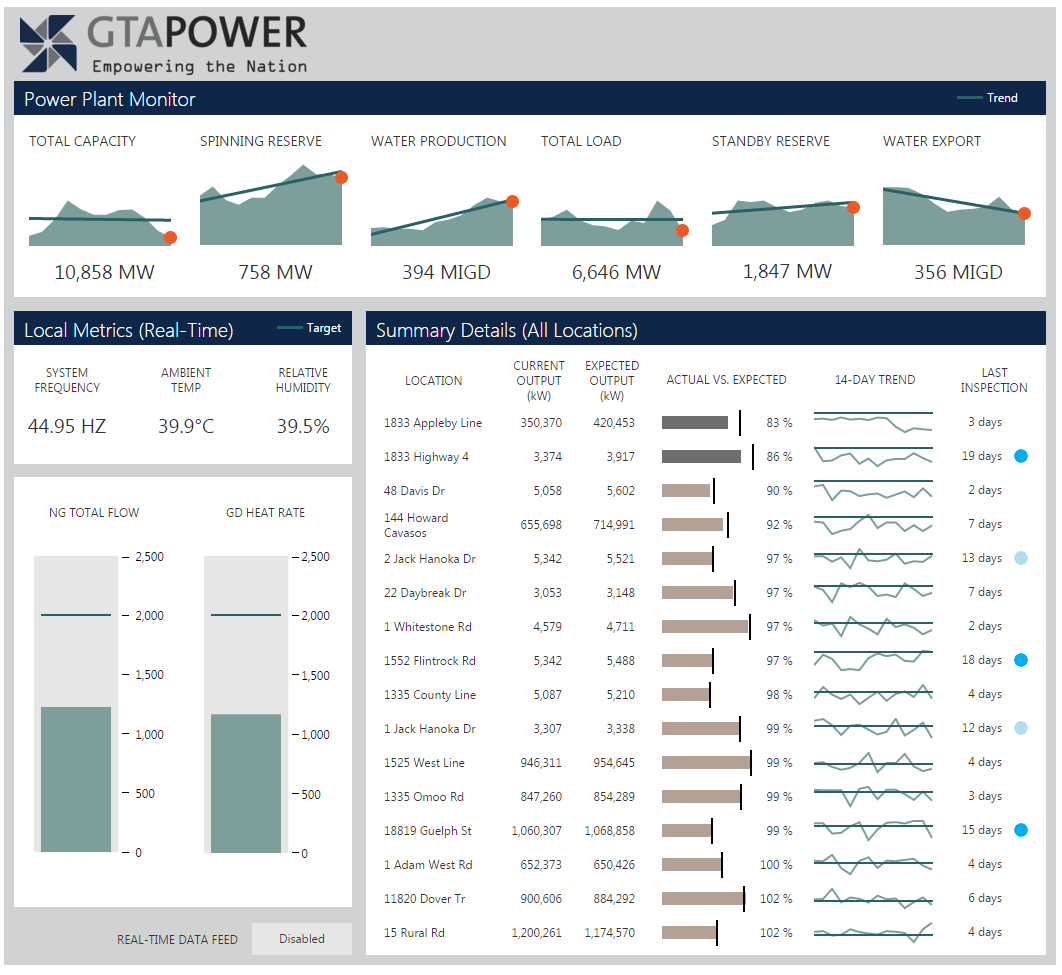 GTAPOWER
Empowering the Nation
Power Plant Monitor
Trend
TOTAL CAPACITY
SPINNING RESERVE
WATER PRODUCTION
TOTAL LOAD
STANDBY RESERVE
WATER EXPORT
10,858 MW
758 MW
394 MIGD
6,646 MW
1,847 MW
356 MIGD
Local Metrics (Real-Time)
Target
SYSTEM
FREQUENCY
AMBIENT
TEMP
RELATIVE
HUMIDITY
44.95 HZ
39.9°C
39.5%
NG TOTAL FLOW
GD HEAT RATE
2,500
2,000
1,500
1,000
500
0
2,500
2,000
1,500
1,000
500
0
REAL-TIME DATA FEED
Disabled
Summary Details (All Locations)
LOCATION
CURRENT
OUTPUT
(kW)
EXPECTED
OUTPUT
(kW)
ACTUAL VS. EXPECTED
14-DAY TREND
LAST
INSPECTION
1833 Appleby Line 350,370 420,453 83 % 3 days
1833 Highway 4 3,374 3,917 86 % 19 days
48 Davis Dr 5,058 5,602 90 % 2 days
144 Howard
Cavasos 655,698 714,991 92 % 7 days
2 Jack Hanoka Dr 5,342 5,521 97 % 13 days
22 Daybreak Dr 3,053 3,148 97 % 7 days
1 Whitestone Rd 4,579 4,711 97 % 2 days
1552 Flintrock Rd 5,342 5,488 97 % 18 days
1335 County Line 5,087 5,210 98 % 4 days
1 Jack Hanoka Dr 3,307 3,338 99 % 12 days
1525 West Line 946,311 954,645 99 % 4 days
1335 Omoo Rd 847,260 854,289 99 % 3 days
18819 Guelph St 1,060,307 1,068,858 99 % 15 days
1 Adam West Rd 652,373 650,426 100 % 4 days
11820 Dover Tr 900,606 884,292 102 % 6 days
15 Rural Rd 1,200,261 1,174,570 102 % 4 days